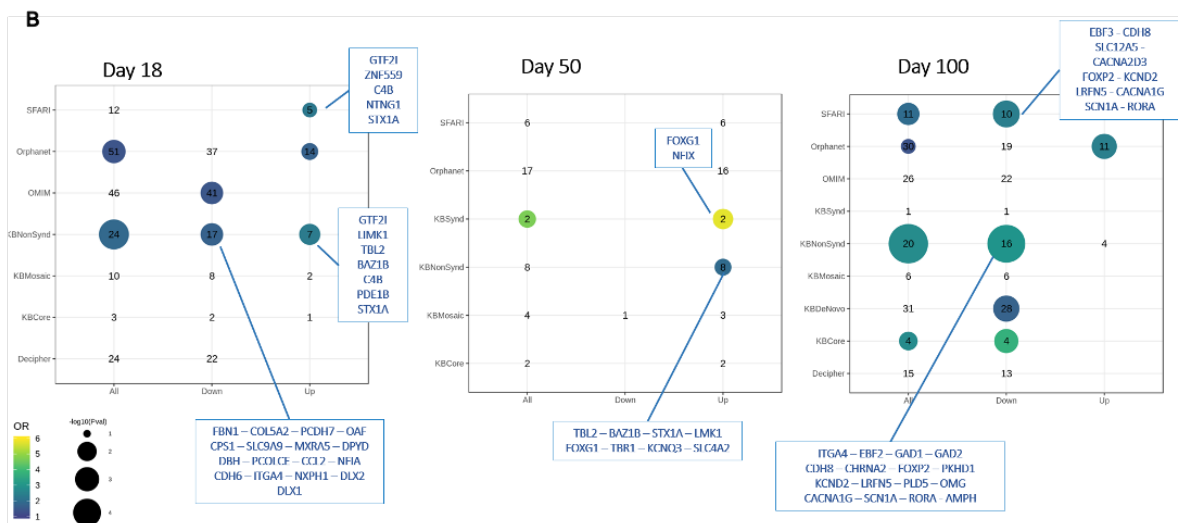 B
Day 18
SFARI
12
5
Orphanet
51
37
14
OMIM
46
41
KBNonSynd
24
17
7
KBMosaic
10
8
2
KBCore
3
2
1
Decipher
24
22
All
Down
Up
GTF2I
ZNF559
C4B
NTNG1
STX1A
GTF2I
LIMK1
TBL2
BAZ1B
C4B
PDE1B
STX1A
FBN1 – COL5A2 – PCDH7 – OAF
CPS1 – SLC9A9 – MXRA5 – DPYD
DBH – PCOLCE – CCL2 – NFIA
CDH6 – ITGA4 – NXPH1 – DLX2
DLX1
OR
6
5
4
3
2
1
-log10(Pval)
1
2
3
4
Day 50
SFARI
6
6
Orphanet
17
16
KBSynd
2
2
KBNonSynd
8
8
KBMosaic
4
1
3
KBCore
2
2
All
Down
Up
FOXG1
NFIX
TBL2 – BAZ1B – STX1A – LMK1
FOXG1 – TBR1 – KCNQ3 – SLC4A2
Day 100
SFARI
11
10
Orphanet
30
19
11
OMIM
26
22
KBSynd
1
1
KBNonSynd
20
16
4
KBMosaic
6
6
KBDeNovo
31
28
KBCore
4
4
Decipher
15
13
All
Down
Up
EBF3 - CDH8
SLC12A5 -
CACNA2D3
FOXP2 - KCND2
LRFN5 - CACNA1G
SCN1A - RORA
ITGA4 – EBF2 – GAD1 – GAD2
CDH8 – CHRNA2 – FOXP2 – PKHD1
KCND2 – LRFN5 – PLD5 – OMG
CACNA1G – SCN1A – RORA - AMPH